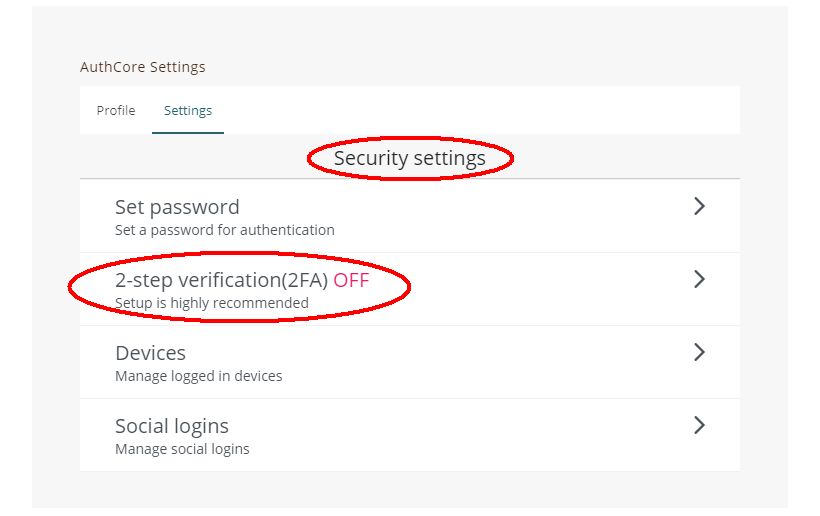 AuthCore Settings
Profile Settings
Security settings
Set password
Set a password for authentication
2-step verification(2FA) OFF
Setup is highly recommended
Devices
Manage logged in devices
Social logins
Manage social logins